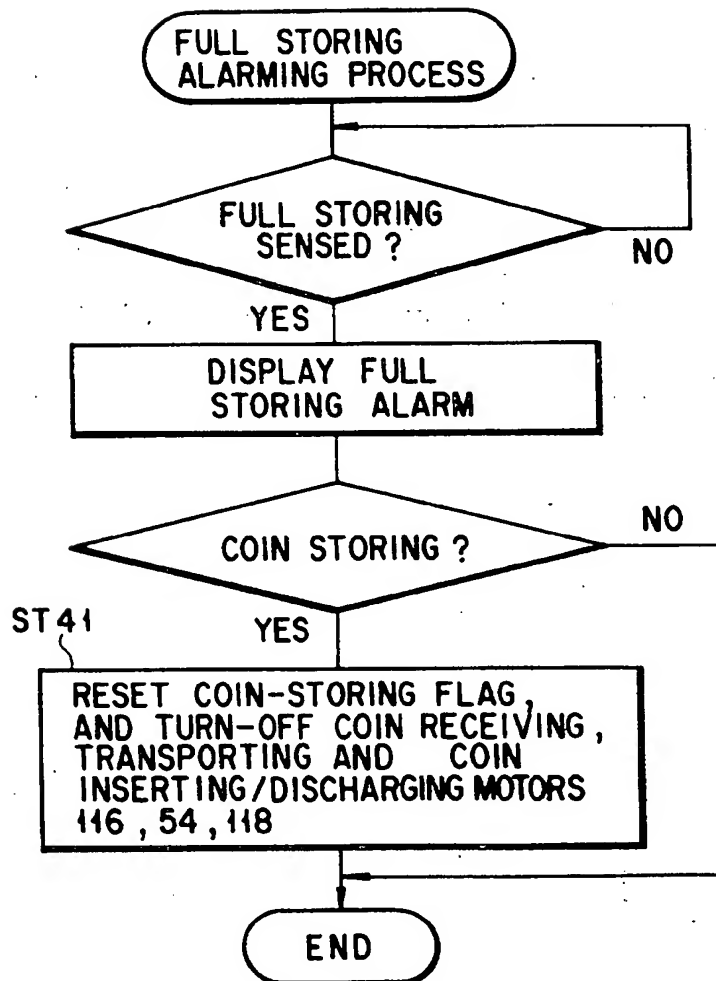 FULL STORING
ALARMING PROCESS
FULL STORING
SENSED ?
NO
YES
DISPLAY FULL
STORING ALARM
COIN STORING ?
NO
YES
ST41
RESET COIN-STORING FLAG,
AND TURN-OFF COIN RECEIVING,
TRANSPORTING AND COIN
INSERTING/DISCHARGING MOTORS
116, 54, 118
END